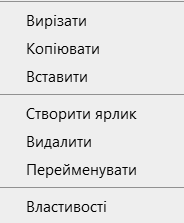 Вирізати
Копіювати
Вставити
Створити ярлик
Видалити
Перейменувати
Властивості